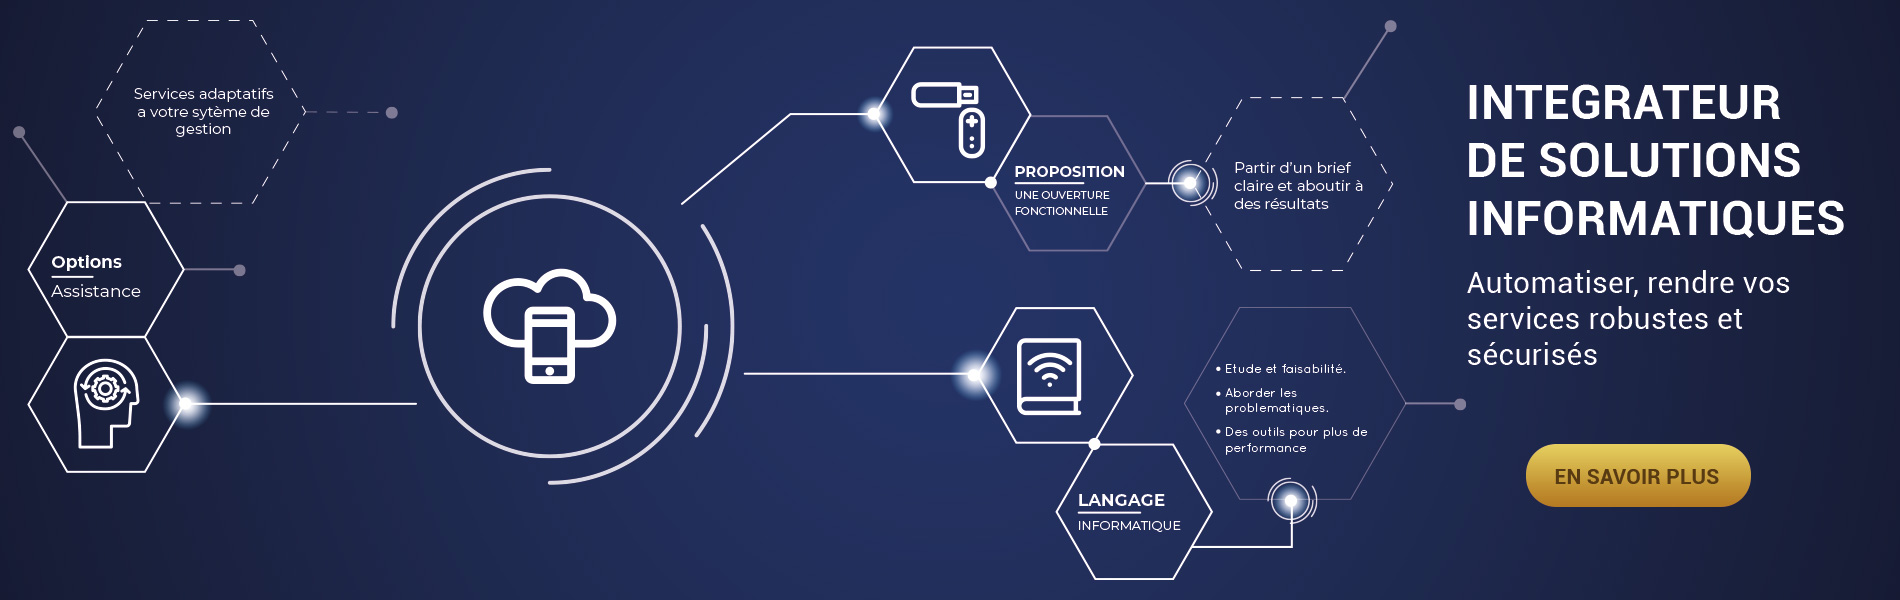 Services adaptatifs
a votre sytème de
gestion
Options
Assistance
PROPOSITION
UNE OUVERTURE
FONCTIONNELLE
Partir d'un brief
claire et aboutir à
des résultats
• Etude et faisabilité.
• Aborder les
problematiques.
• Des outils pour plus de
performance
LANGAGE
INFORMATIQUE
INTEGRATEUR
DE SOLUTIONS
INFORMATIQUES
Automatiser, rendre vos
services robustes et
sécurisés
EN SAVOIR PLUS